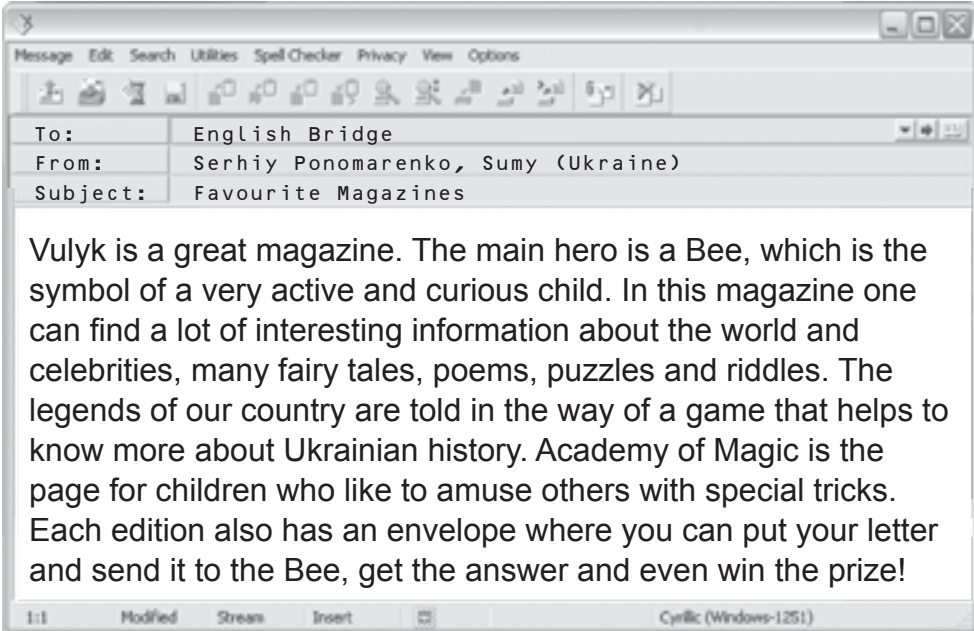 Message Edit Search Utilities Spell Checker Privacy View Options
To: English Bridge
From: Serhiy Ponomarenko, Sumy (Ukraine)
Subject: Favourite Magazines
Vulyk is a great magazine. The main hero is a Bee, which is the
symbol of a very active and curious child. In this magazine one
can find a lot of interesting information about the world and
celebrities, many fairy tales, poems, puzzles and riddles. The
legends of our country are told in the way of a game that helps to
know more about Ukrainian history. Academy of Magic is the
page for children who like to amuse others with special tricks.
Each edition also has an envelope where you can put your letter
and send it to the Bee, get the answer and even win the prize!
1:1 Modified Stream Insert Cyrillic (Windows-1251)